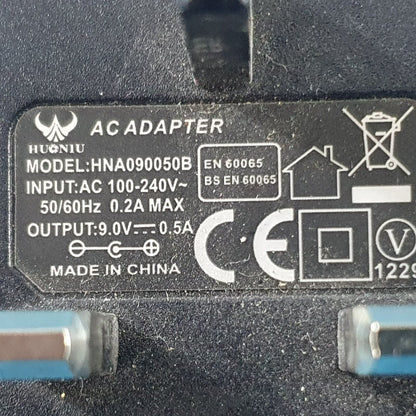 AC ADAPTER
HUONIU
MODEL:HNA090050B
INPUT:AC 100-240V~
50/60Hz 0.2A MAX
OUTPUT:9.0V⎓0.5A
MADE IN CHINA
EN 60065
BS EN 60065
CE
V
1229